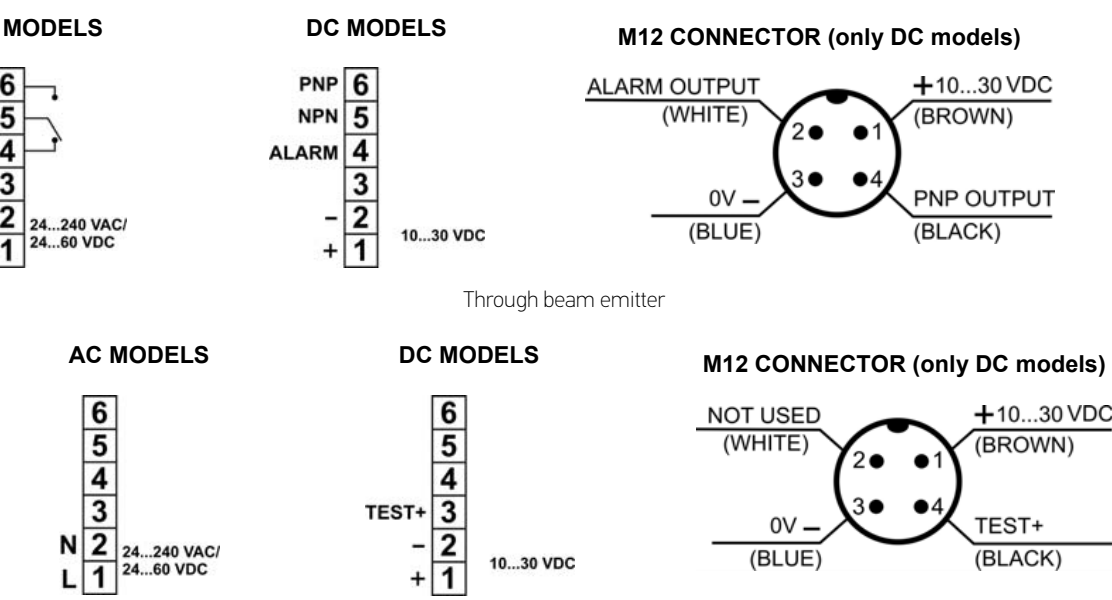 MODELS
6
5
4
3
2
1
24...240 VAC/
24...60 VDC
DC MODELS
PNP 6
NPN 5
ALARM 4
3
– 2
+ 1
10...30 VDC
M12 CONNECTOR (only DC models)
ALARM OUTPUT
(WHITE)
+10...30 VDC
(BROWN)
2 1
3 4
0V –
(BLUE)
PNP OUTPUT
(BLACK)
Through beam emitter
AC MODELS
6
5
4
3
N 2
L 1
24...240 VAC/
24...60 VDC
DC MODELS
6
5
4
TEST+ 3
– 2
+ 1
10...30 VDC
M12 CONNECTOR (only DC models)
NOT USED
(WHITE)
+10...30 VDC
(BROWN)
2 1
3 4
0V –
(BLUE)
TEST+
(BLACK)